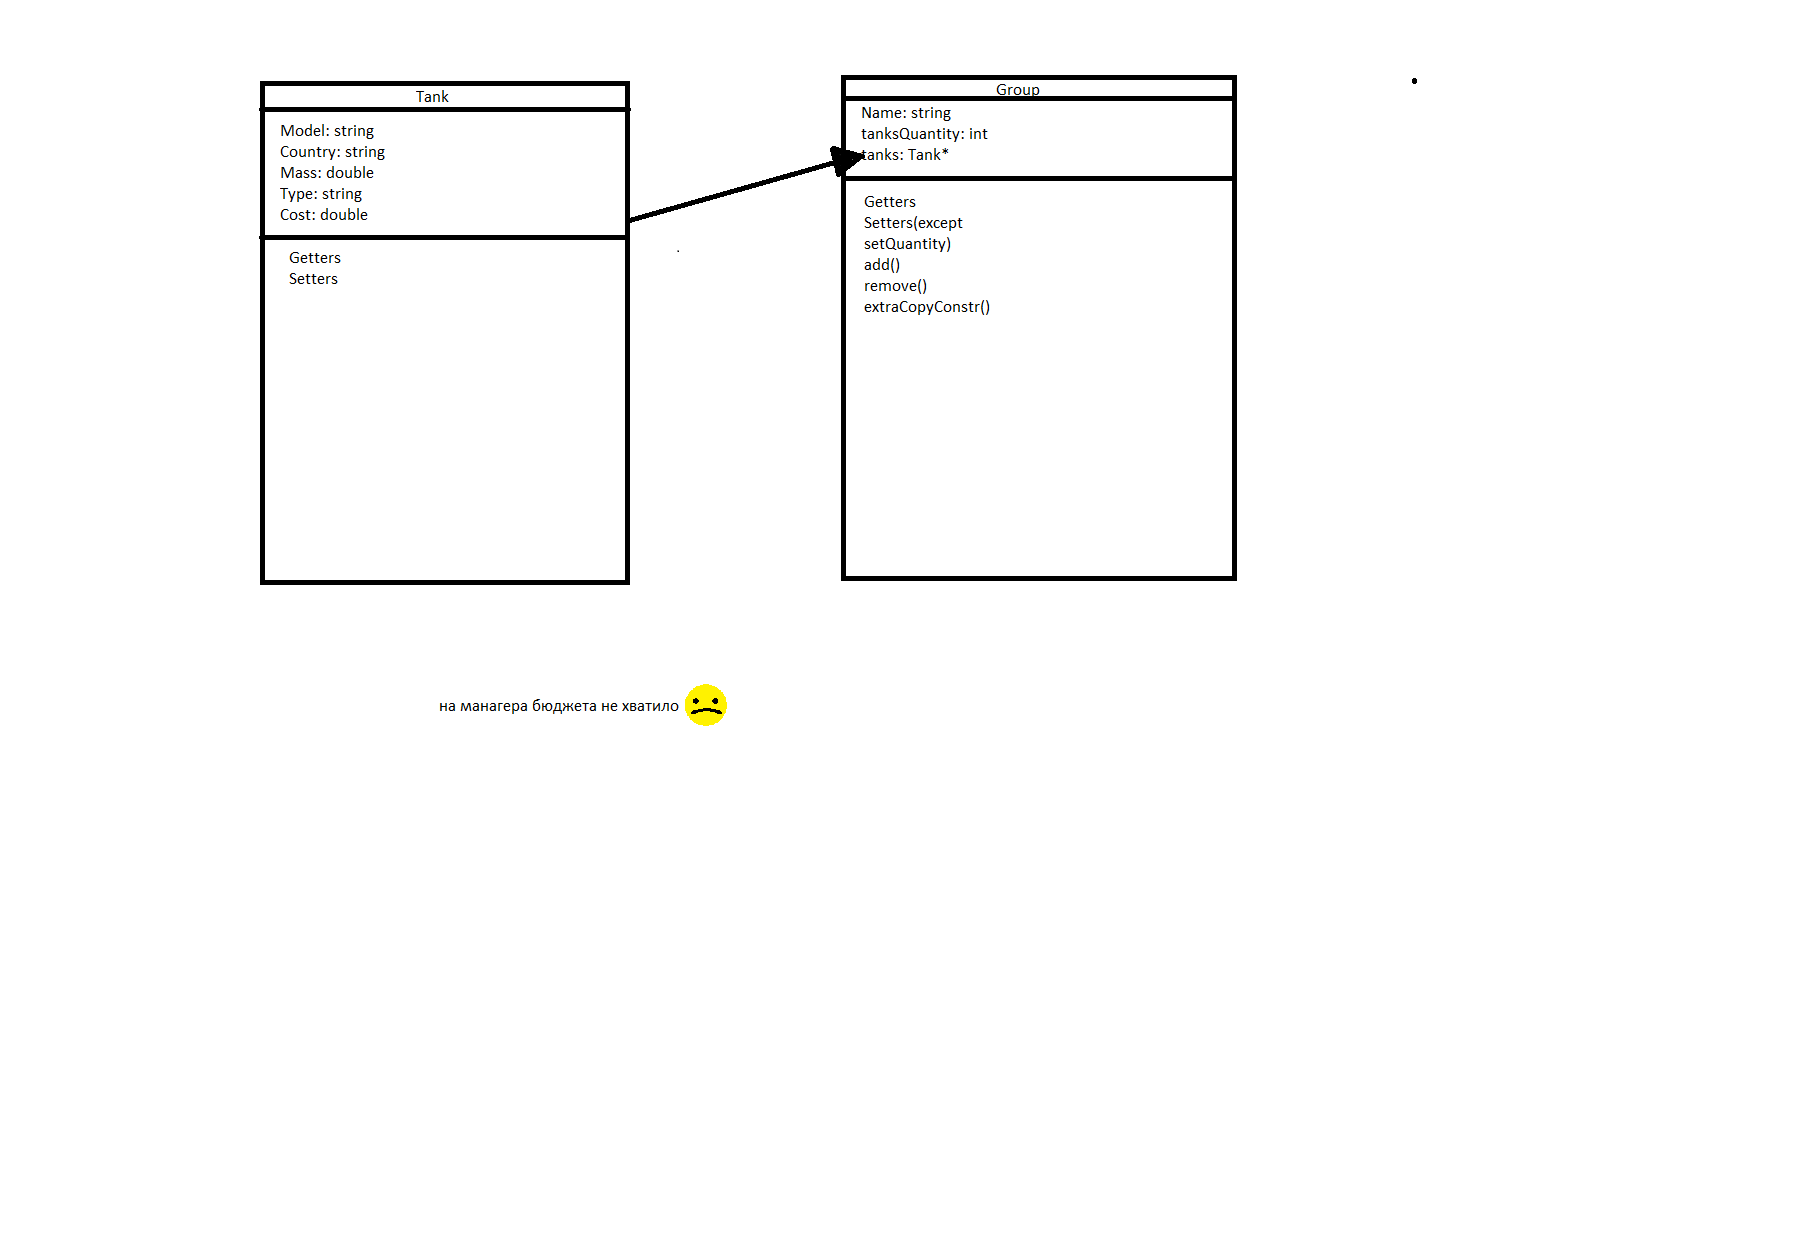 Tank
Model: string
Country: string
Mass: double
Type: string
Cost: double
Getters
Setters
Group
Name: string
tanksQuantity: int
tanks: Tank*
Getters
Setters(except
setQuantity)
add()
remove()
extraCopyConstr()
на манагера бюджета не хватило